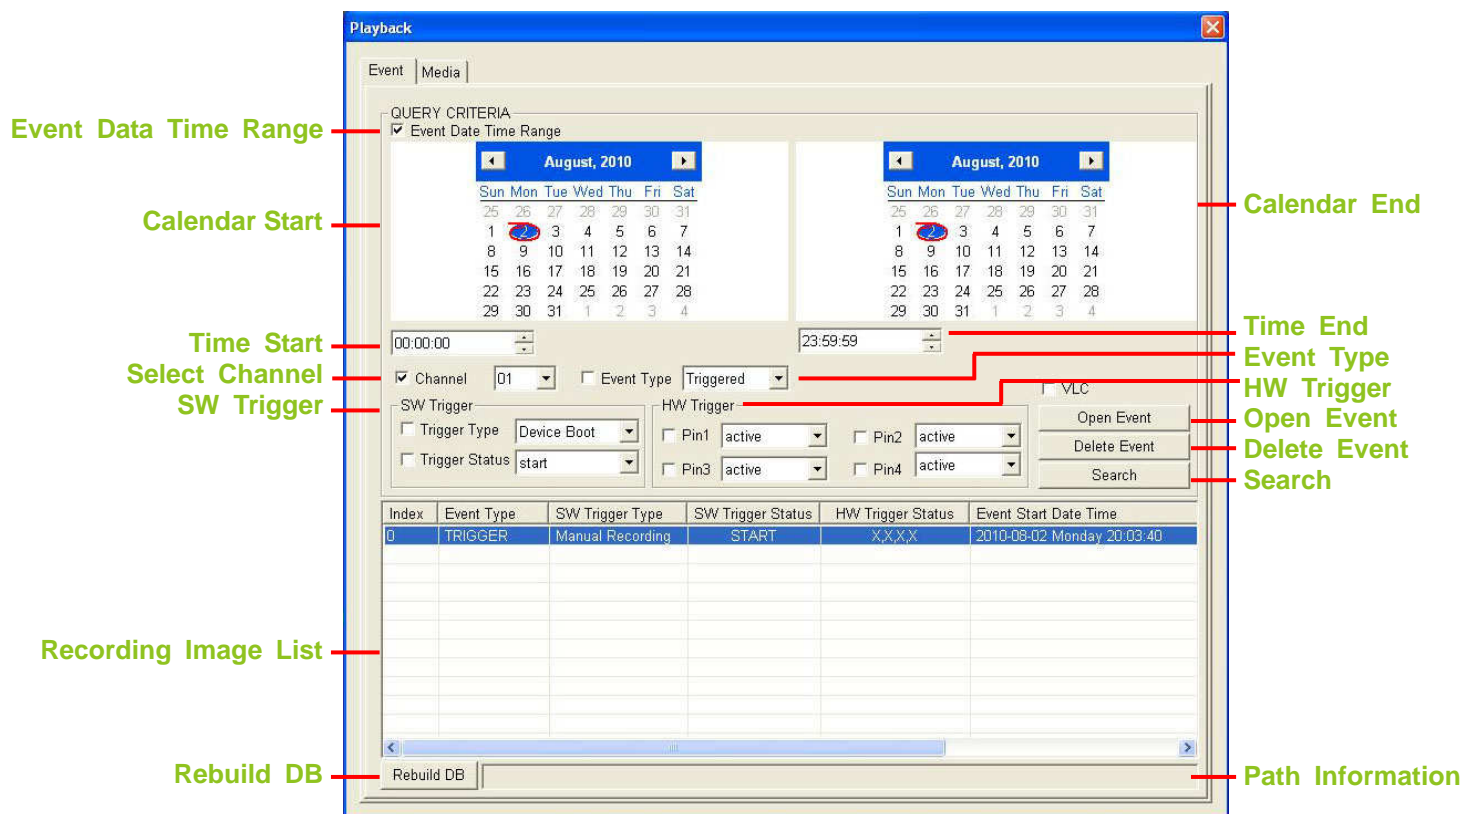 Playback
Event Media
QUERY CRITERIA
Event Data Time Range
Event Date Time Range
August, 2010 August, 2010
Sun Mon Tue Wed Thu Fri Sat Sun Mon Tue Wed Thu Fri Sat
25 26 27 28 29 30 31 25 26 27 28 29 30 31
Calendar Start
Calendar End
1 2 3 4 5 6 7 1 2 3 4 5 6 7
8 9 10 11 12 13 14 8 9 10 11 12 13 14
15 16 17 18 19 20 21 15 16 17 18 19 20 21
22 23 24 25 26 27 28 22 23 24 25 26 27 28
29 30 31 1 2 3 4 29 30 31 1 2 3 4
Time Start 00:00:00 23:59:59 Time End
Event Type
Select Channel Channel 01 Event Type Triggered
VLC HW Trigger
SW Trigger SW Trigger HW Trigger
Open Event Open Event
Trigger Type Device Boot Pin1 active Pin2 active
Delete Event Delete Event
Trigger Status start Pin3 active Pin4 active
Search Search
Index Event Type SW Trigger Type SW Trigger Status HW Trigger Status Event Start Date Time
0 TRIGGER Manual Recording START X,X,X,X 2010-08-02 Monday 20:03:40
Recording Image List
Rebuild DB Rebuild DB Path Information